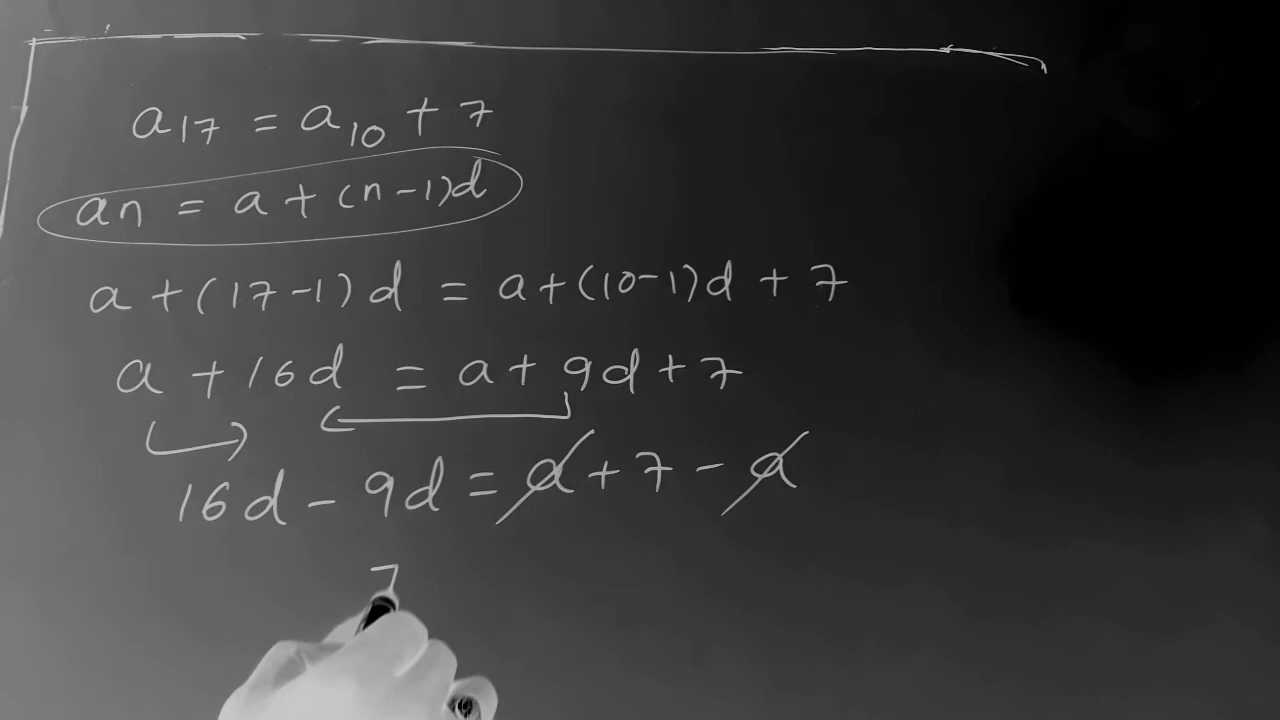 a₁₇ = a₁₀ + 7
an = a + (n-1)d
a + (17-1)d = a + (10-1)d + 7
a + 16d = a + 9d + 7
16d - 9d = a + 7 - a
7